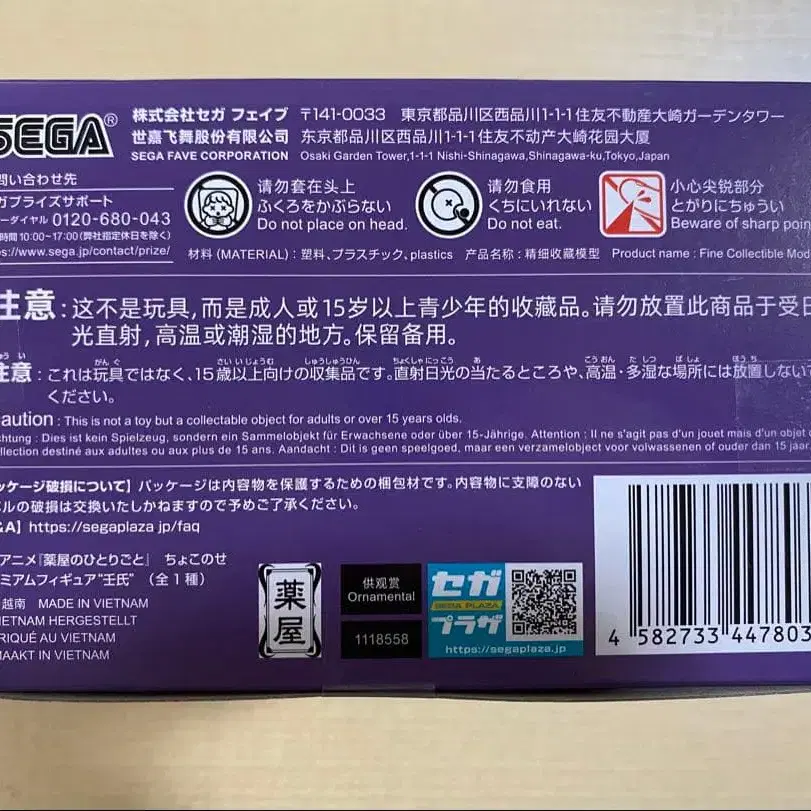 SEGA®
株式会社セガ フェイブ 〒141-0033 東京都品川区西品川1-1-1住友不動産大崎ガーデンタワー
世嘉飞舞股份有限公司 东京都品川区西品川1-1-1住友不动产大崎花园大厦
SEGA FAVE CORPORATION Osaki Garden Tower,1-1-1 Nishi-Shinagawa,Shinagawa-ku,Tokyo,Japan
問い合わせ先
ガプライズサポート
ーダイヤル 0120-680-043
時間 10:00~17:00(弊社指定休日を除く)
s://www.sega.jp/contact/prize/
请勿套在头上
ふくろをかぶらない
Do not place on head.
请勿食用
くちにいれない
Do not eat.
小心尖锐部分
とがりにちゅうい
Beware of sharp poin
材料(MATERIAL):塑料、プラスチック、plastics 产品名称:精细收藏模型 Product name : Fine Collectible Mod
注意:这不是玩具,而是成人或15岁以上青少年的收藏品。请勿放置此商品于受日
光直射,高温或潮湿的地方。保留备用。
注意:これは玩具ではなく、15歳以上向けの収集品です。直射日光の当たるところや、高温・多湿な場所には放置しないで
ください。
aution : This is not a toy but a collectable object for adults or over 15 years olds.
chtung : Dies ist kein Spielzeug, sondern ein Sammelobjekt für Erwachsene oder über 15-Jährige. Attention : Il ne s'agit pas d'un jouet mais d'un objet d
ollection destiné aux adultes ou aux plus de 15 ans. Aandacht : Dit is geen speelgoed, maar een verzamelobject voor volwassenen of ouder dan 15 jaar.
ッケージ破損について】パッケージは内容物を保護するための梱包材です。内容物に支障のない
ルの破損は交換いたしかねますので予めご了承ください。
&A】https://segaplaza.jp/faq
アニメ『薬屋のひとりごと』 ちょこのせ
ミアムフィギュア"壬氏" (全1種)
越南 MADE IN VIETNAM
IETNAM HERGESTELLT
RIQUÉ AU VIETNAM
MAAKT IN VIETNAM
薬屋
供观赏
Ornamental
1118558
セガ
SEGA PLAZA
プラザ
https://segaplaza.jp
4 582733 447803